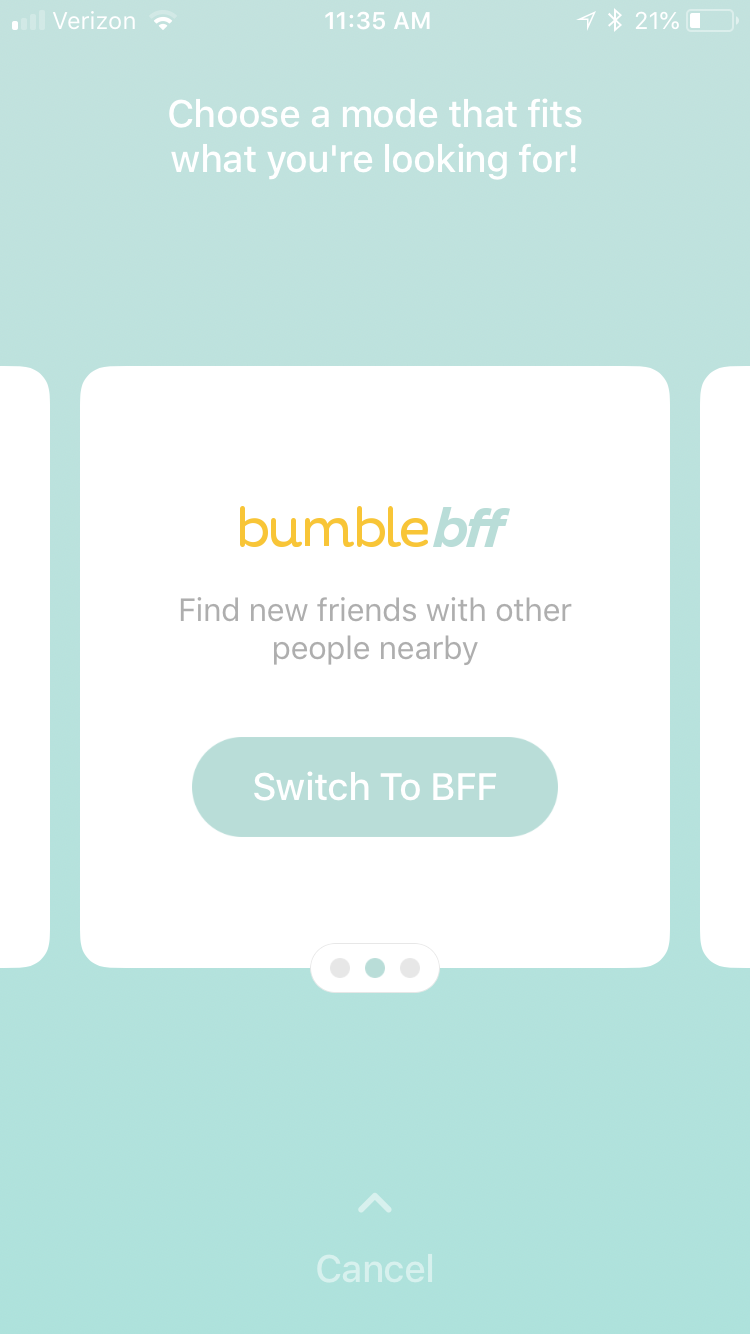 Verizon 11:35 AM 21%
Choose a mode that fits
what you're looking for!
bumble bff
Find new friends with other
people nearby
Switch To BFF
Cancel